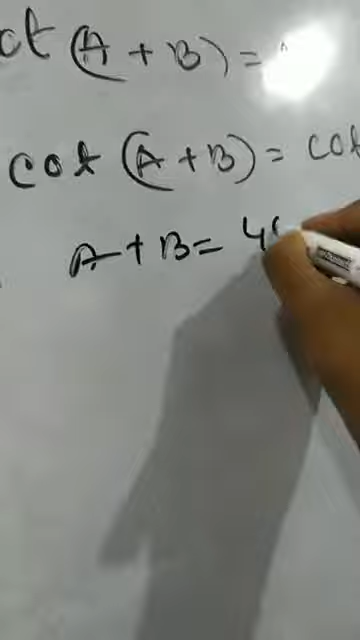 ct (A + B) =
cot (A + B) = cot
A + B = 4